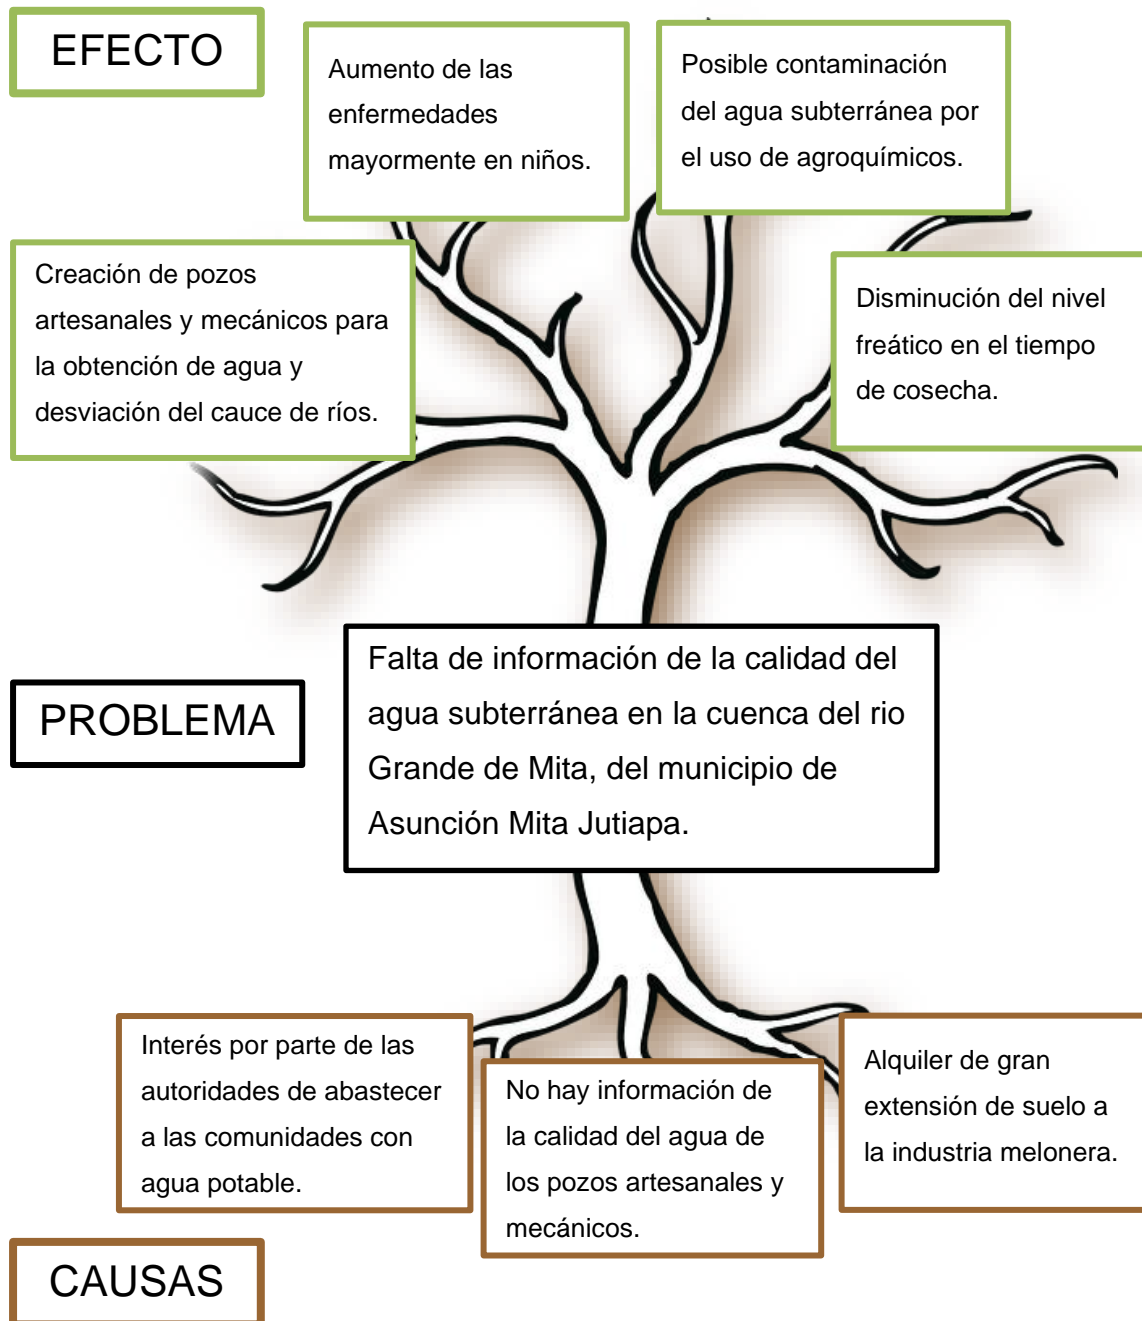 EFECTO
Aumento de las
enfermedades
mayormente en niños.
Posible contaminación
del agua subterránea por
el uso de agroquímicos.
Creación de pozos
artesanales y mecánicos para
la obtención de agua y
desviación del cauce de ríos.
Disminución del nivel
freático en el tiempo
de cosecha.
PROBLEMA
Falta de información de la calidad del
agua subterránea en la cuenca del rio
Grande de Mita, del municipio de
Asunción Mita Jutiapa.
Interés por parte de las
autoridades de abastecer
a las comunidades con
agua potable.
No hay información de
la calidad del agua de
los pozos artesanales y
mecánicos.
Alquiler de gran
extensión de suelo a
la industria melonera.
CAUSAS